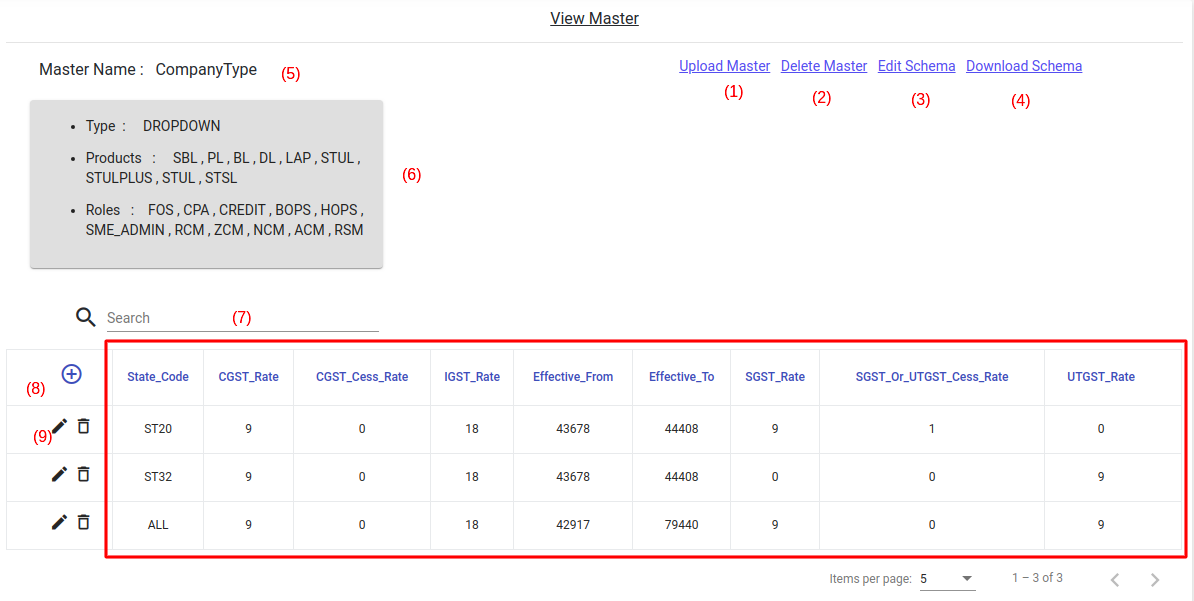 View Master
Master Name : CompanyType (5)
Upload Master Delete Master Edit Schema Download Schema
(1) (2) (3) (4)
• Type : DROPDOWN
• Products : SBL , PL , BL , DL , LAP , STUL ,
STULPLUS , STUL , STSL
(6)
• Roles : FOS , CPA , CREDIT , BOPS , HOPS ,
SME_ADMIN , RCM , ZCM , NCM , ACM , RSM
Search (7)
(8) State_Code CGST_Rate CGST_Cess_Rate IGST_Rate Effective_From Effective_To SGST_Rate SGST_Or_UTGST_Cess_Rate UTGST_Rate
(9) ST20 9 0 18 43678 44408 9 1 0
ST32 9 0 18 43678 44408 0 0 9
ALL 9 0 18 42917 79440 9 0 9
Items per page: 5 1 – 3 of 3